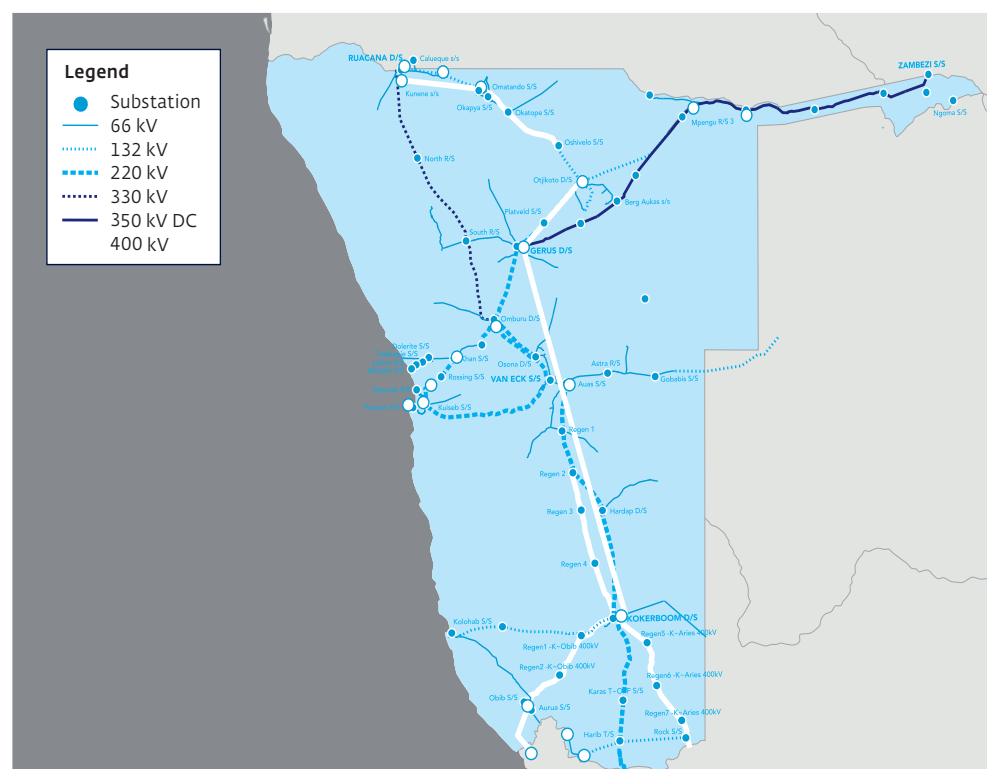 Legend
Substation
66 kV
132 kV
220 kV
330 kV
350 kV DC
400 kV
RUACANA D/S
Calueque s/s
ZAMBEZI S/S
Kunene s/s
Omatando S/S
Okapya S/S
Okatope S/S
Ngoma S/S
Mpengu R/S 3
Oshivelo S/S
North R/S
Otjikoto D/S
Berg Aukas s/s
Platveld S/S
South R/S
GERUS D/S
Omburu D/S
Dolerite S/S
Khan S/S
Osona D/S
Astra R/S
Rossing S/S
VAN ECK S/S
Auas S/S
Gobabis S/S
Kuiseb S/S
Regen 1
Regen 2
Regen 3
Hardap D/S
Regen 4
KOKERBOOM D/S
Kolohab S/S
Regen5 -K-Aries 400kV
Regen1 -K-Obib 400kV
Regen2 -K-Obib 400kV
Regen6 -K-Aries 400kV
Karas T-OFF S/S
Obib S/S
Aurua S/S
Regen7 -K-Aries 400kV
Harib T/S
Rock S/S